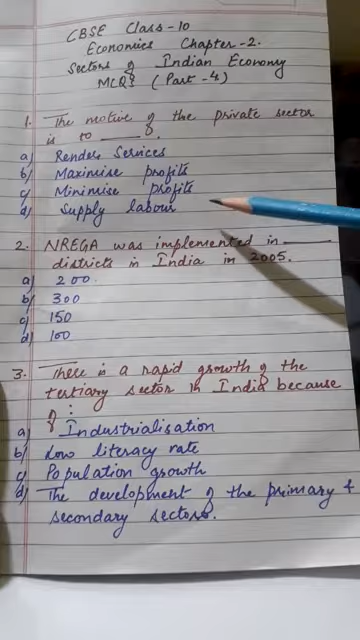 CBSE Class-10
Economics Chapter-2.
Sectors of Indian Economy
MCQs (Part-4)
1. The motive of the private sector
is to ______.
a) Render Services
b) Maximise profits
c) Minimise profits
d) Supply labour
2. NREGA was implemented in ______
districts in India in 2005.
a) 200.
b) 300
c) 150
d) 100
3. There is a rapid growth of the
tertiary sector in India because
of :
a) Industrialisation
b) Low literacy rate
c) Population growth
d) The development of the primary &
secondary sectors.